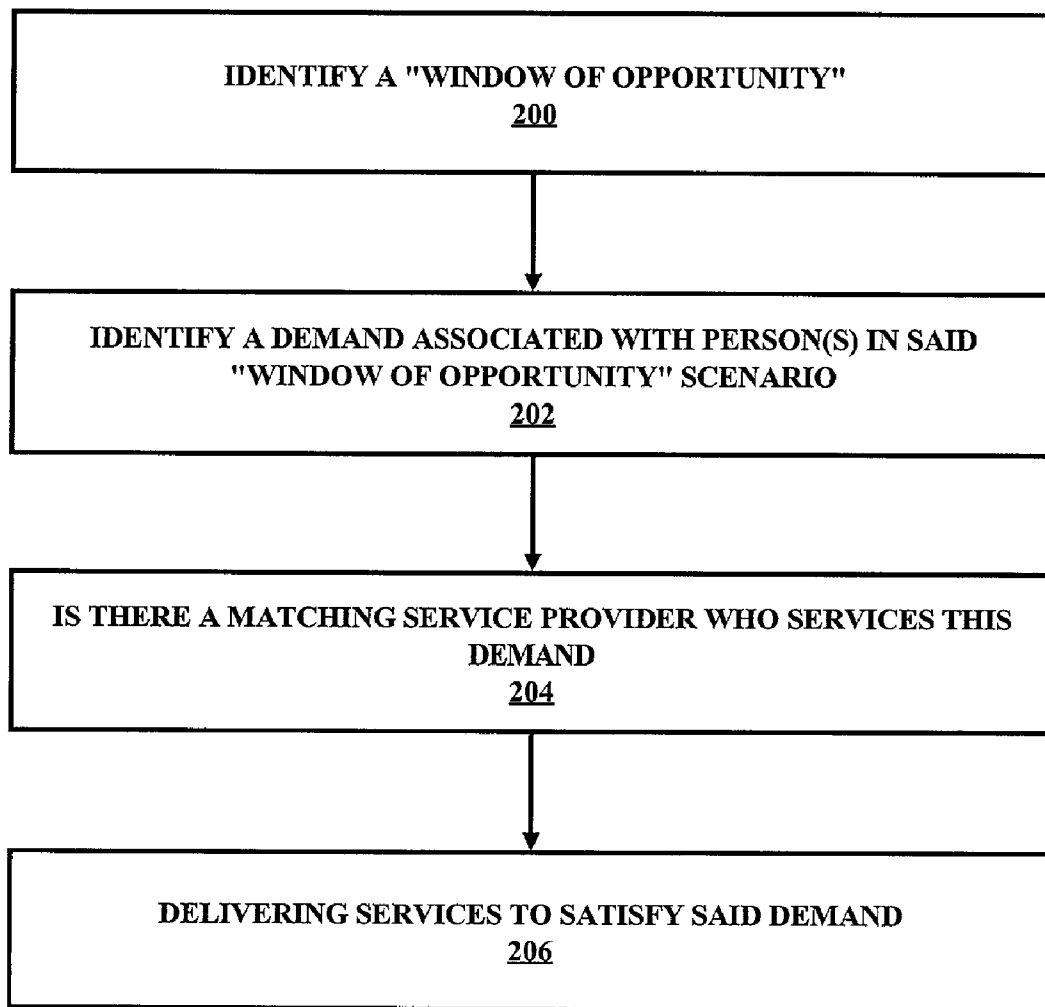 IDENTIFY A "WINDOW OF OPPORTUNITY"
200
IDENTIFY A DEMAND ASSOCIATED WITH PERSON(S) IN SAID
"WINDOW OF OPPORTUNITY" SCENARIO
202
IS THERE A MATCHING SERVICE PROVIDER WHO SERVICES THIS
DEMAND
204
DELIVERING SERVICES TO SATISFY SAID DEMAND
206